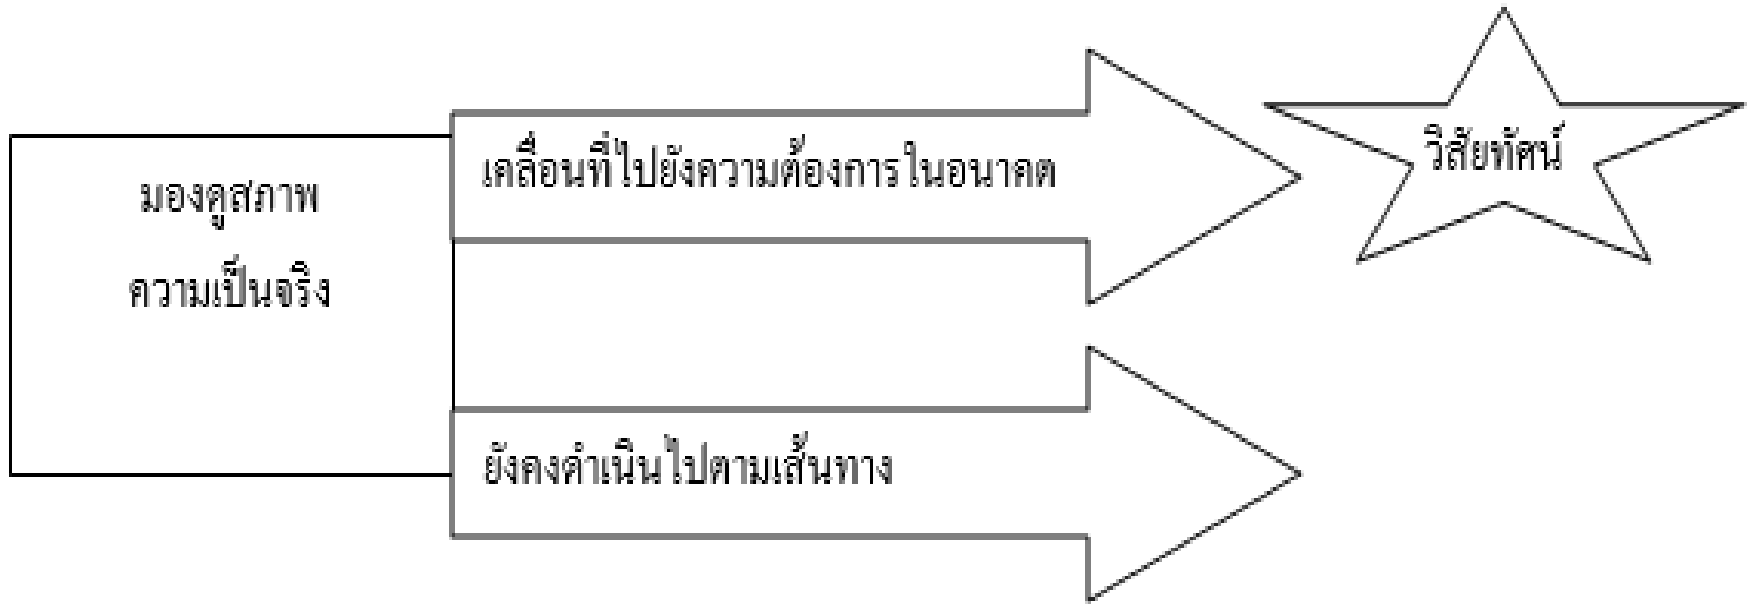 มองดูสภาพ
ความเป็นจริง
เคลื่อนที่ไปยังความต้องการในอนาคต
วิสัยทัศน์
ยังคงดำเนินไปตามเส้นทาง